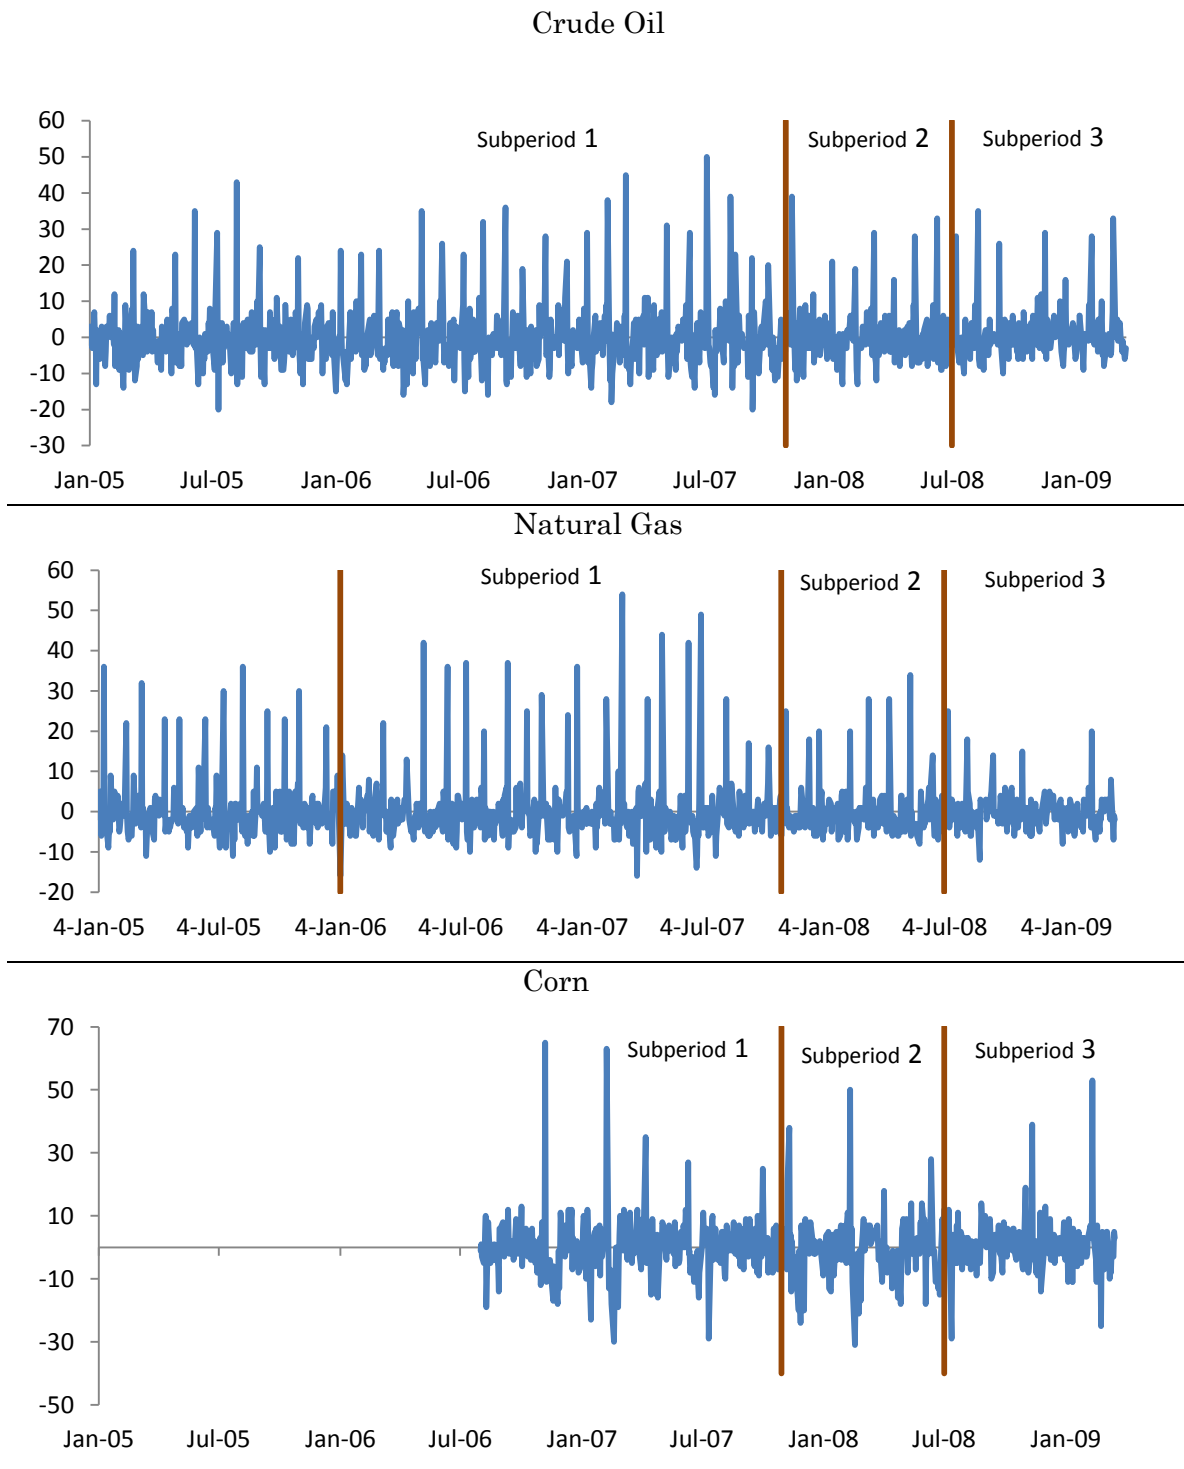 Crude Oil
60
50
40
30
20
10
0
-10
-20
-30
Subperiod 1
Subperiod 2
Subperiod 3
Jan-05 Jul-05 Jan-06 Jul-06 Jan-07 Jul-07 Jan-08 Jul-08 Jan-09
Natural Gas
60
50
40
30
20
10
0
-10
-20
Subperiod 1
Subperiod 2
Subperiod 3
4-Jan-05 4-Jul-05 4-Jan-06 4-Jul-06 4-Jan-07 4-Jul-07 4-Jan-08 4-Jul-08 4-Jan-09
Corn
70
50
30
10
-10
-30
-50
Subperiod 1
Subperiod 2
Subperiod 3
Jan-05 Jul-05 Jan-06 Jul-06 Jan-07 Jul-07 Jan-08 Jul-08 Jan-09